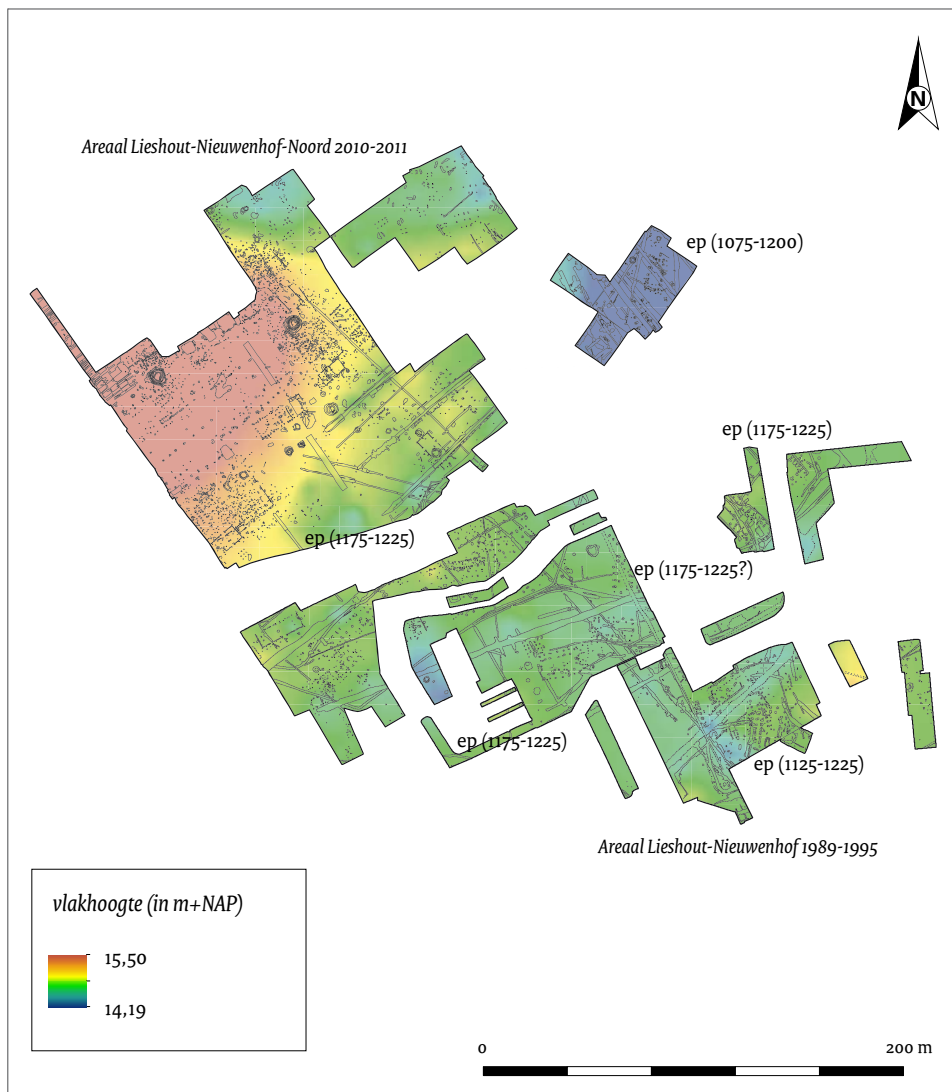 N
Areaal Lieshout-Nieuwenhof-Noord 2010-2011
ep (1075-1200)
ep (1175-1225)
ep (1175-1225)
ep (1175-1225?)
ep (1175-1225)
ep (1125-1225)
Areaal Lieshout-Nieuwenhof 1989-1995
vlakhoogte (in m+NAP)
15,50
14,19
0
200 m